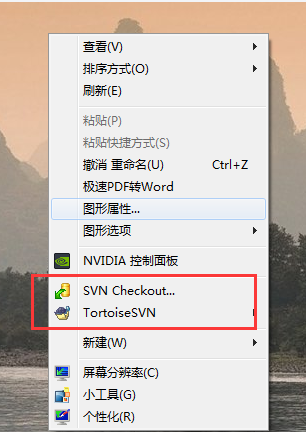 查看(V)
排序方式(O)
刷新(E)
粘贴(P)
粘贴快捷方式(S)
撤消 重命名(U) Ctrl+Z
极速PDF转Word
图形属性...
图形选项
NVIDIA 控制面板
SVN Checkout...
TortoiseSVN
新建(W)
屏幕分辨率(C)
小工具(G)
个性化(R)